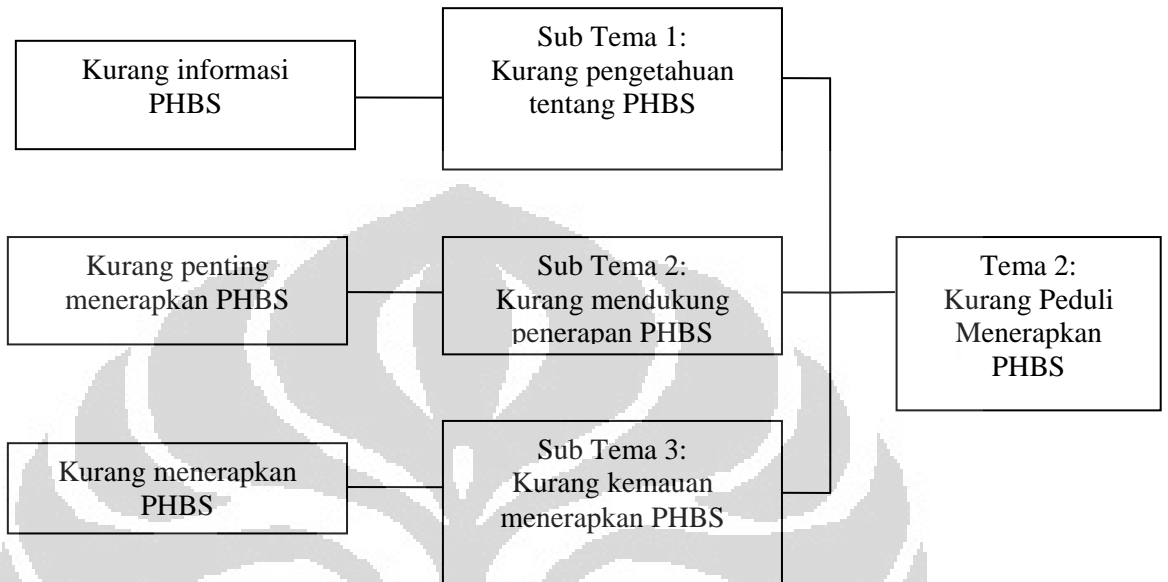 Kurang informasi
PHBS
Sub Tema 1:
Kurang pengetahuan
tentang PHBS
Kurang penting
menerapkan PHBS
Sub Tema 2:
Kurang mendukung
penerapan PHBS
Tema 2:
Kurang Peduli
Menerapkan
PHBS
Kurang menerapkan
PHBS
Sub Tema 3:
Kurang kemauan
menerapkan PHBS